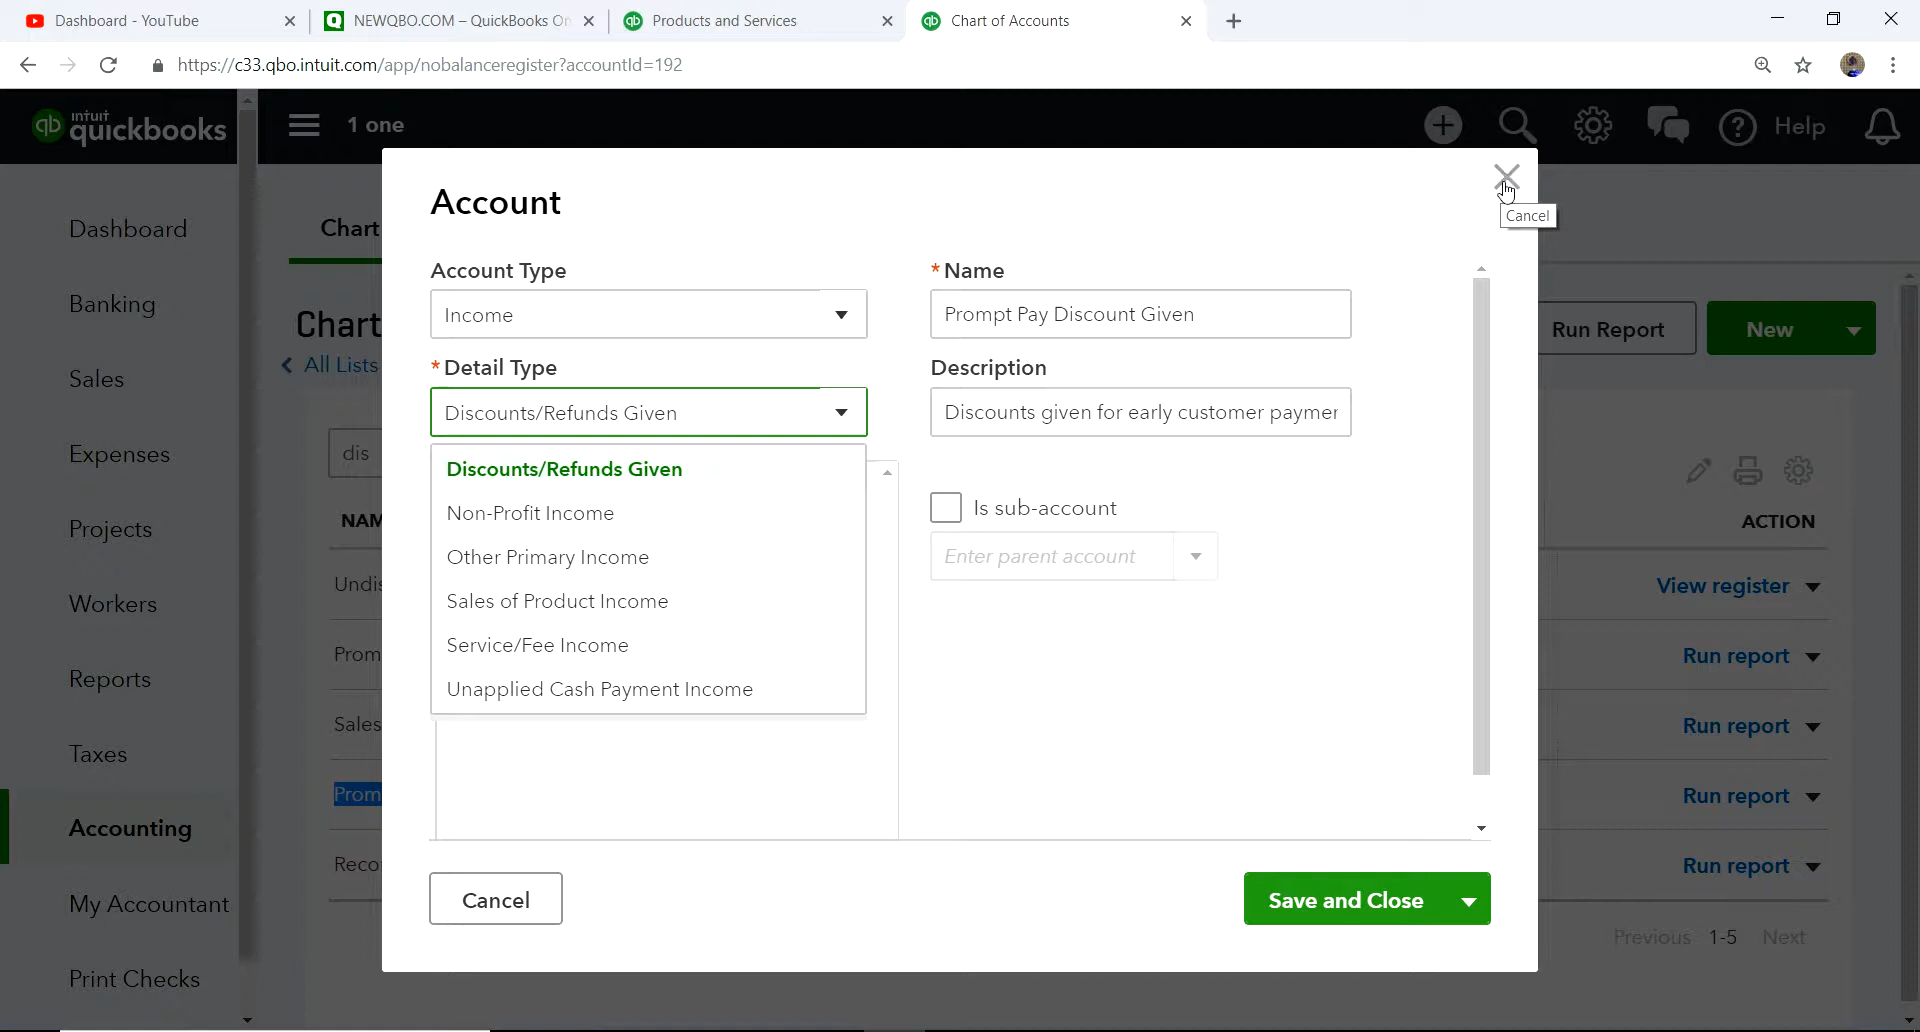 Dashboard - YouTube
NEWQBO.COM – QuickBooks On
Products and Services
Chart of Accounts
https://c33.qbo.intuit.com/app/nobalanceregister?accountId=192
intuit
quickbooks
1 one
Help
Account
Cancel
Dashboard
Banking
Sales
Expenses
Projects
Workers
Reports
Taxes
Accounting
My Accountant
Print Checks
Chart
Chart
All Lists
Run Report
New
dis
NAM
ACTION
Undis
View register
Prom
Run report
Sales
Run report
Prom
Run report
Reco
Run report
Previous 1-5 Next
Account Type
Income
* Name
Prompt Pay Discount Given
* Detail Type
Discounts/Refunds Given
Description
Discounts given for early customer paymer
Discounts/Refunds Given
Non-Profit Income
Other Primary Income
Sales of Product Income
Service/Fee Income
Unapplied Cash Payment Income
Is sub-account
Enter parent account
Cancel
Save and Close